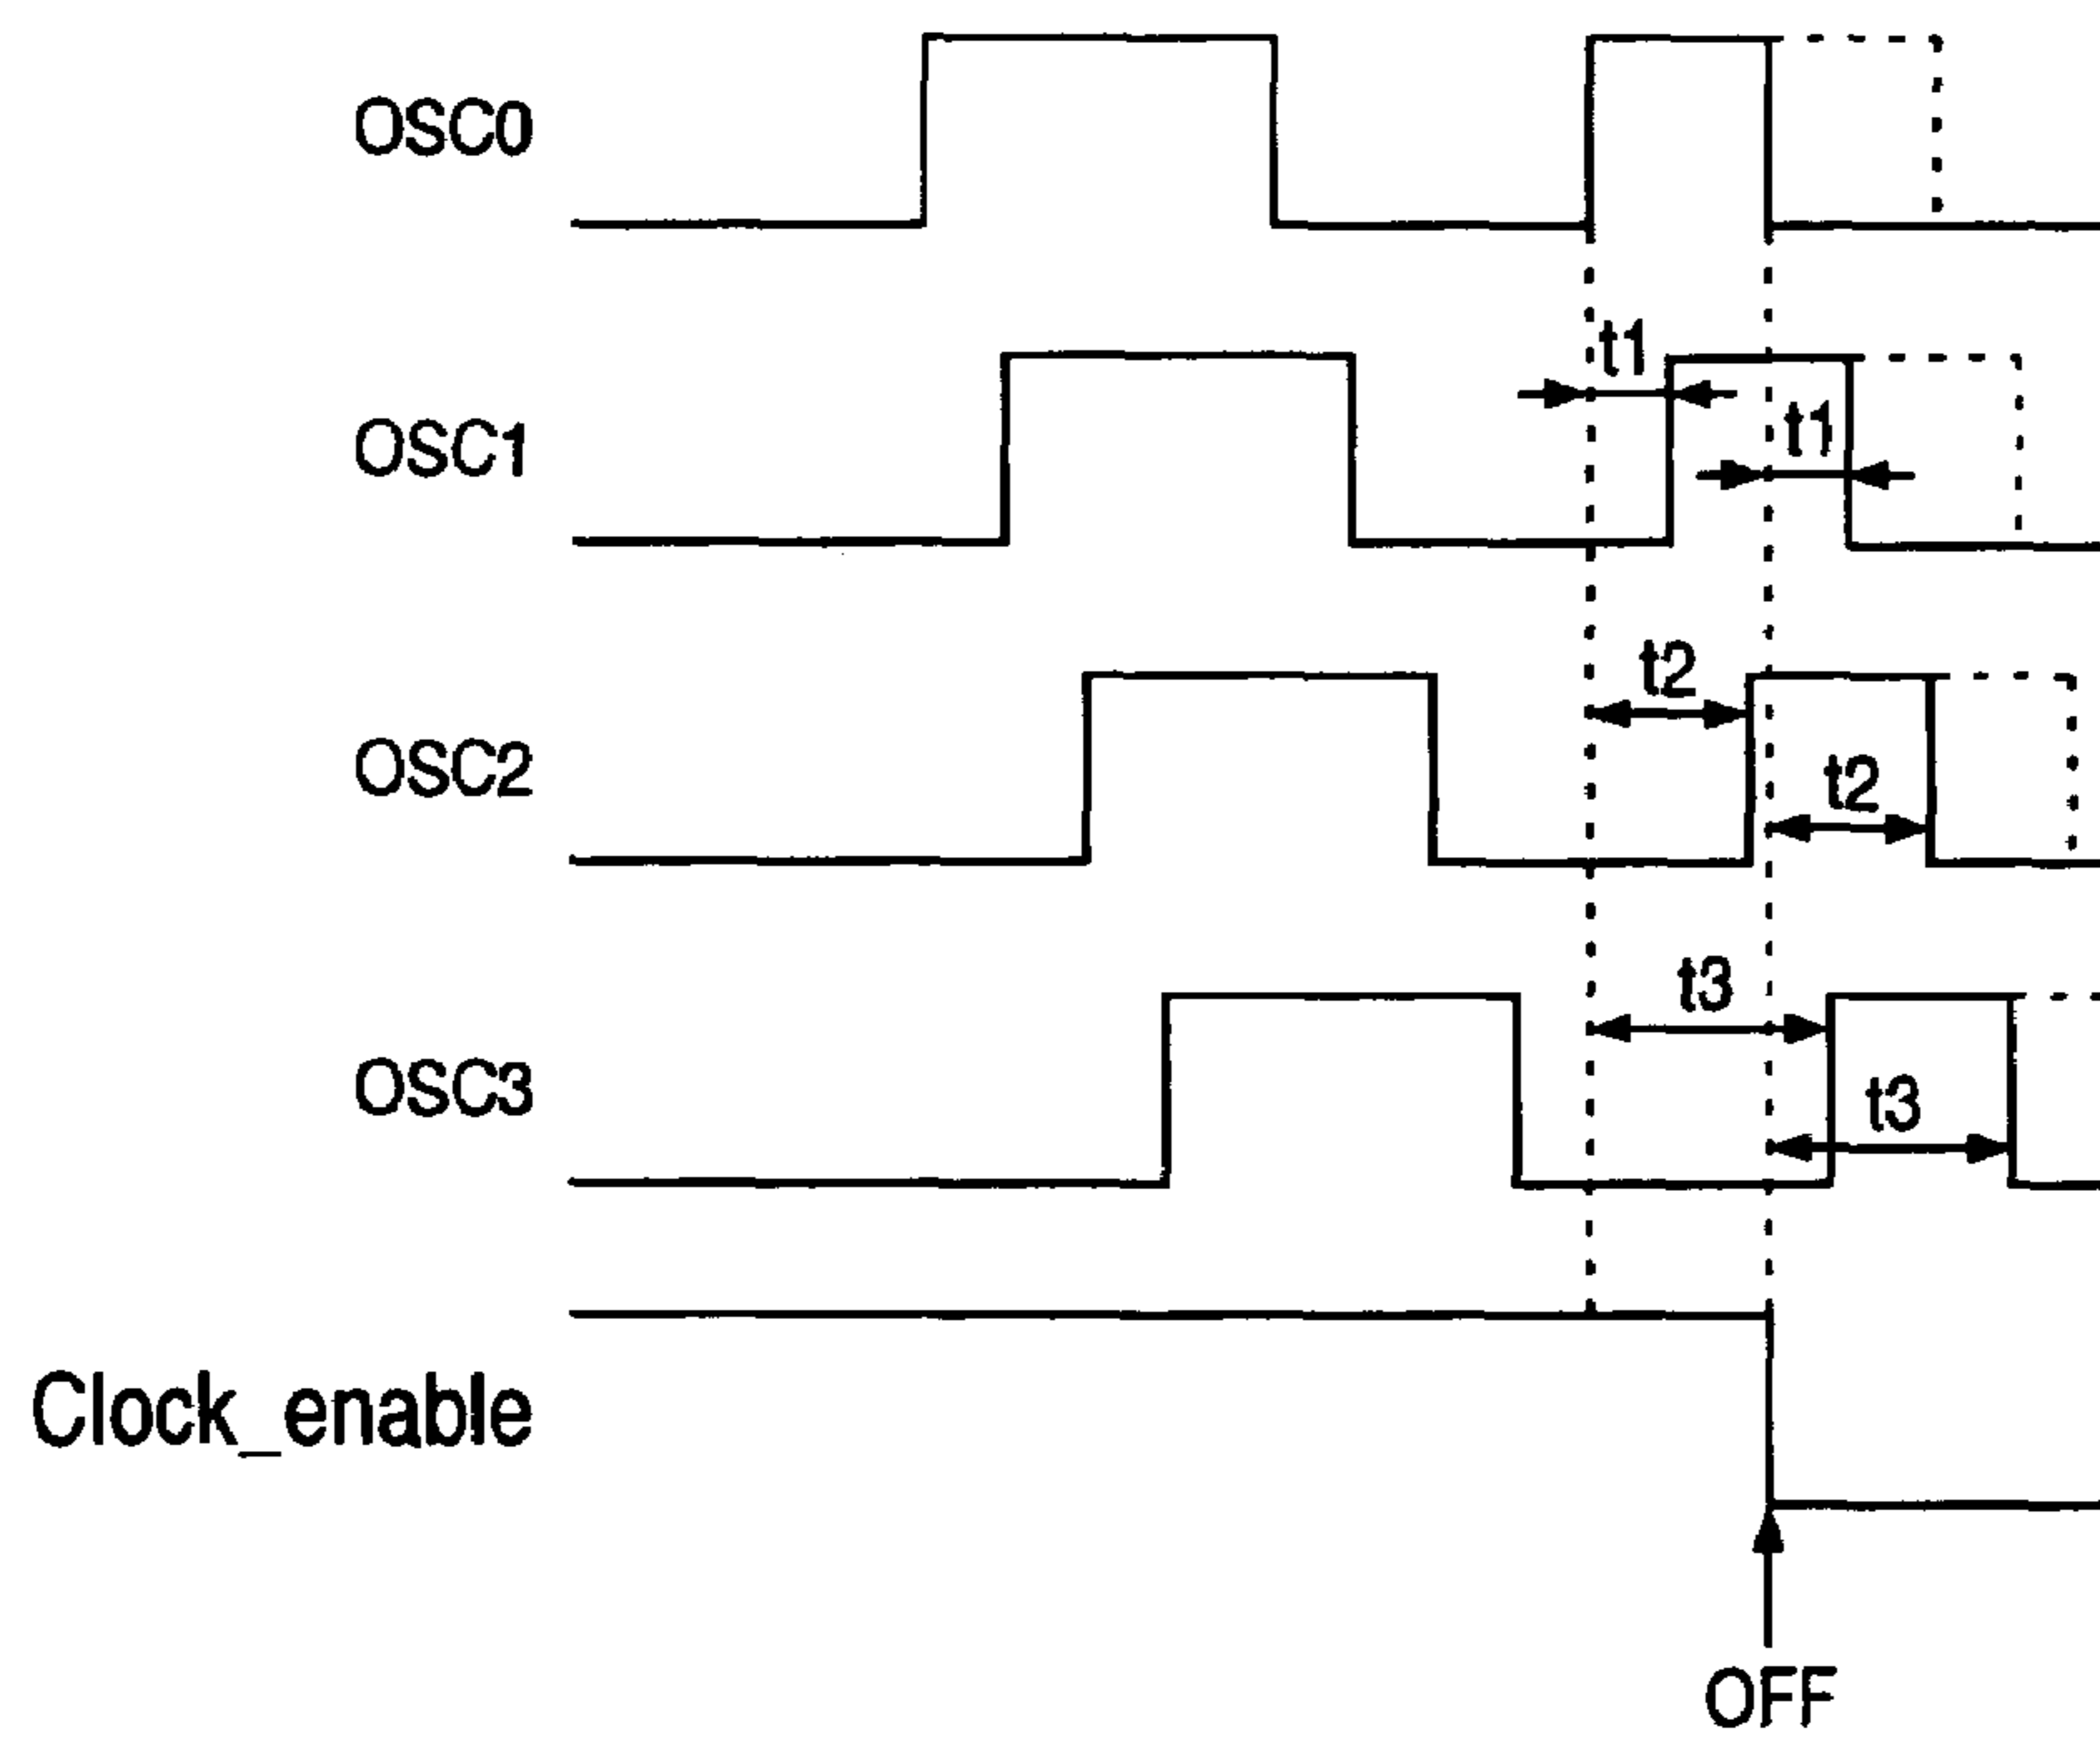 OSC0
t1
OSC1
t1
t2
OSC2
t2
t3
OSC3
t3
Clock_enable
OFF